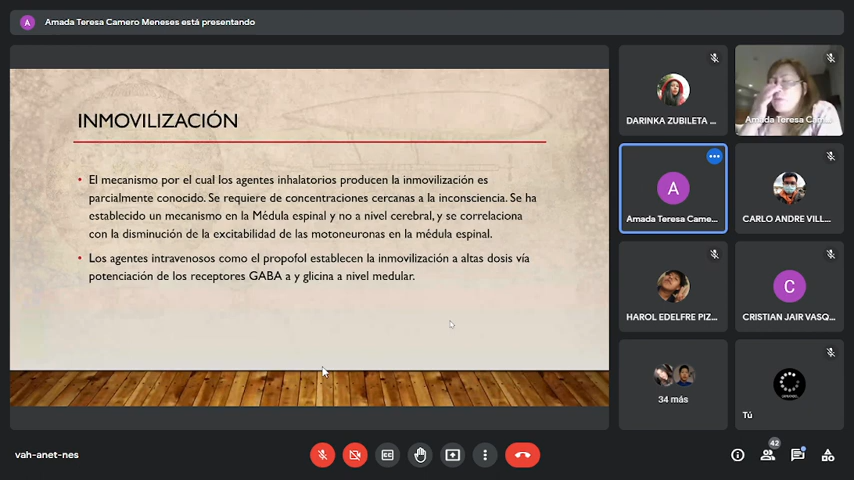 Amada Teresa Camero Meneses está presentando
INMOVILIZACIÓN
• El mecanismo por el cual los agentes inhalatorios producen la inmovilización es
parcialmente conocido. Se requiere de concentraciones cercanas a la inconsciencia. Se ha
establecido un mecanismo en la Médula espinal y no a nivel cerebral, y se correlaciona
con la disminución de la excitabilidad de las motoneuronas en la médula espinal.
• Los agentes intravenosos como el propofol establecen la inmovilización a altas dosis vía
potenciación de los receptores GABA a y glicina a nivel medular.
DARINKA ZUBILETA ...
Amada Teresa Cam...
A
Amada Teresa Came...
CARLO ANDRE VILL...
HAROL EDELFRE PIZ...
C
CRISTIAN JAIR VASQ...
34 más
Tú
vah-anet-nes
42